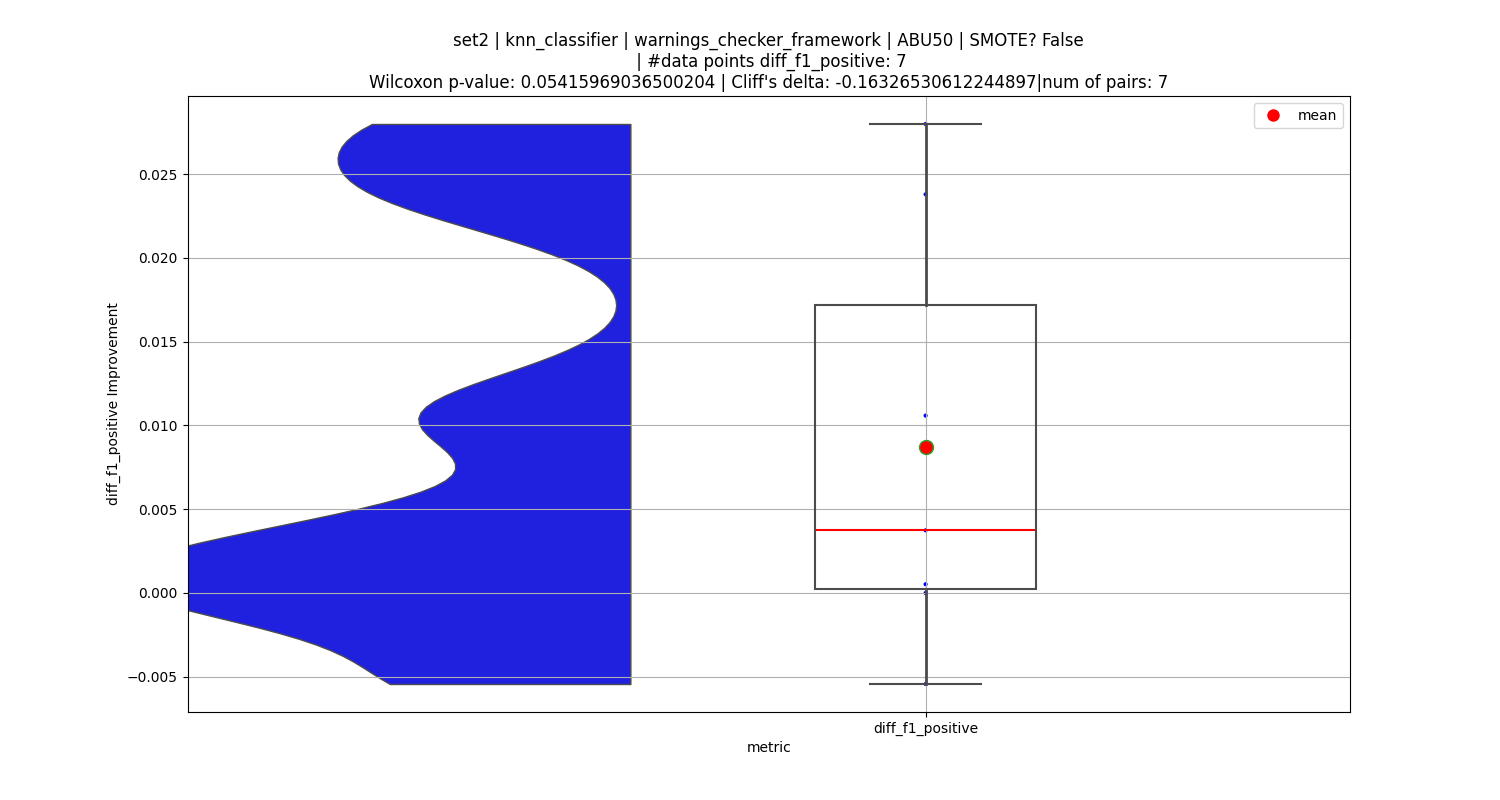 set2 | knn_classifier | warnings_checker_framework | ABU50 | SMOTE? False
| #data points diff_f1_positive: 7
Wilcoxon p-value: 0.05415969036500204 | Cliff's delta: -0.16326530612244897|num of pairs: 7
mean
0.025
0.020
0.015
0.010
0.005
0.000
−0.005
diff_f1_positive Improvement
diff_f1_positive
metric